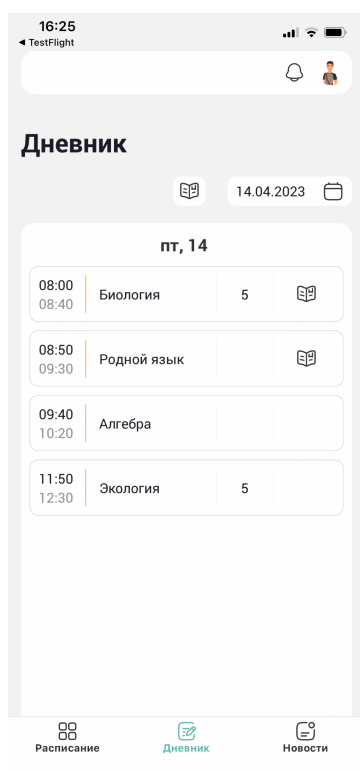 16:25
◄ TestFlight
Дневник
14.04.2023
пт, 14
08:00
08:40
Биология
5
08:50
09:30
Родной язык
09:40
10:20
Алгебра
11:50
12:30
Экология
5
Расписание
Дневник
Новости